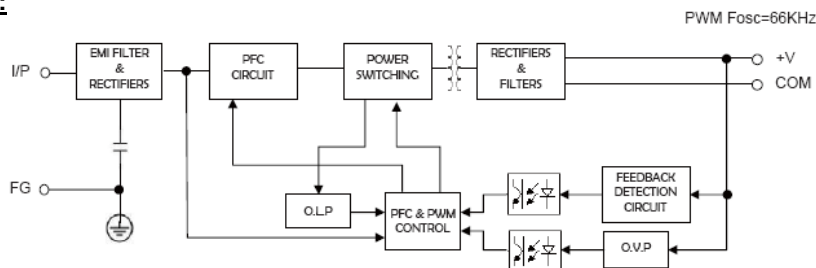 PWM Fosc=66KHz
I/P
EMI FILTER
&
RECTIFIERS
PFC
CIRCUIT
POWER
SWITCHING
RECTIFIERS
&
FILTERS
+V
COM
FG
O.L.P
PFC & PWM
CONTROL
FEEDBACK
DETECTION
CIRCUIT
O.V.P